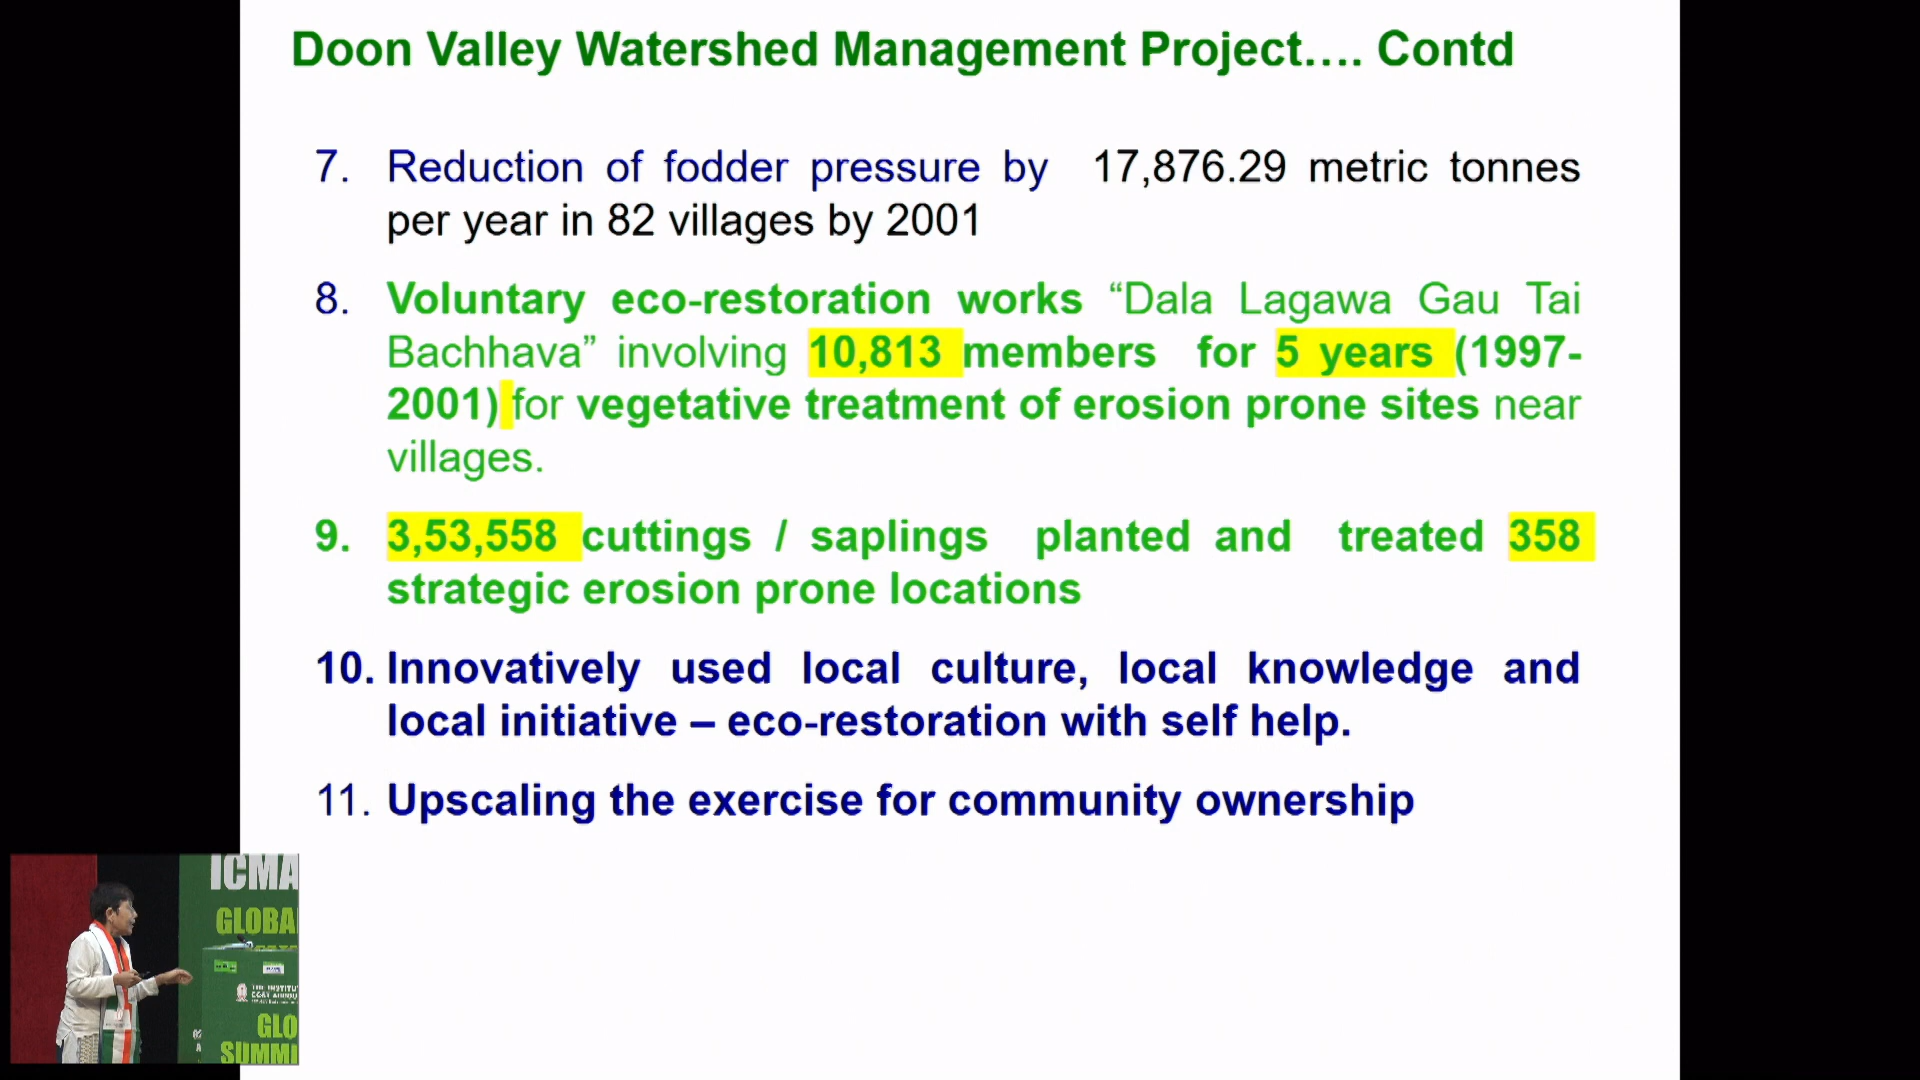 Doon Valley Watershed Management Project.... Contd
7. Reduction of fodder pressure by 17,876.29 metric tonnes
per year in 82 villages by 2001
8. Voluntary eco-restoration works “Dala Lagawa Gau Tai
Bachhava” involving 10,813 members for 5 years (1997-
2001) for vegetative treatment of erosion prone sites near
villages.
9. 3,53,558 cuttings / saplings planted and treated 358
strategic erosion prone locations
10. Innovatively used local culture, local knowledge and
local initiative – eco-restoration with self help.
11. Upscaling the exercise for community ownership
ICMA
GLOBA
THE INSTITU
GLO
SUMMI